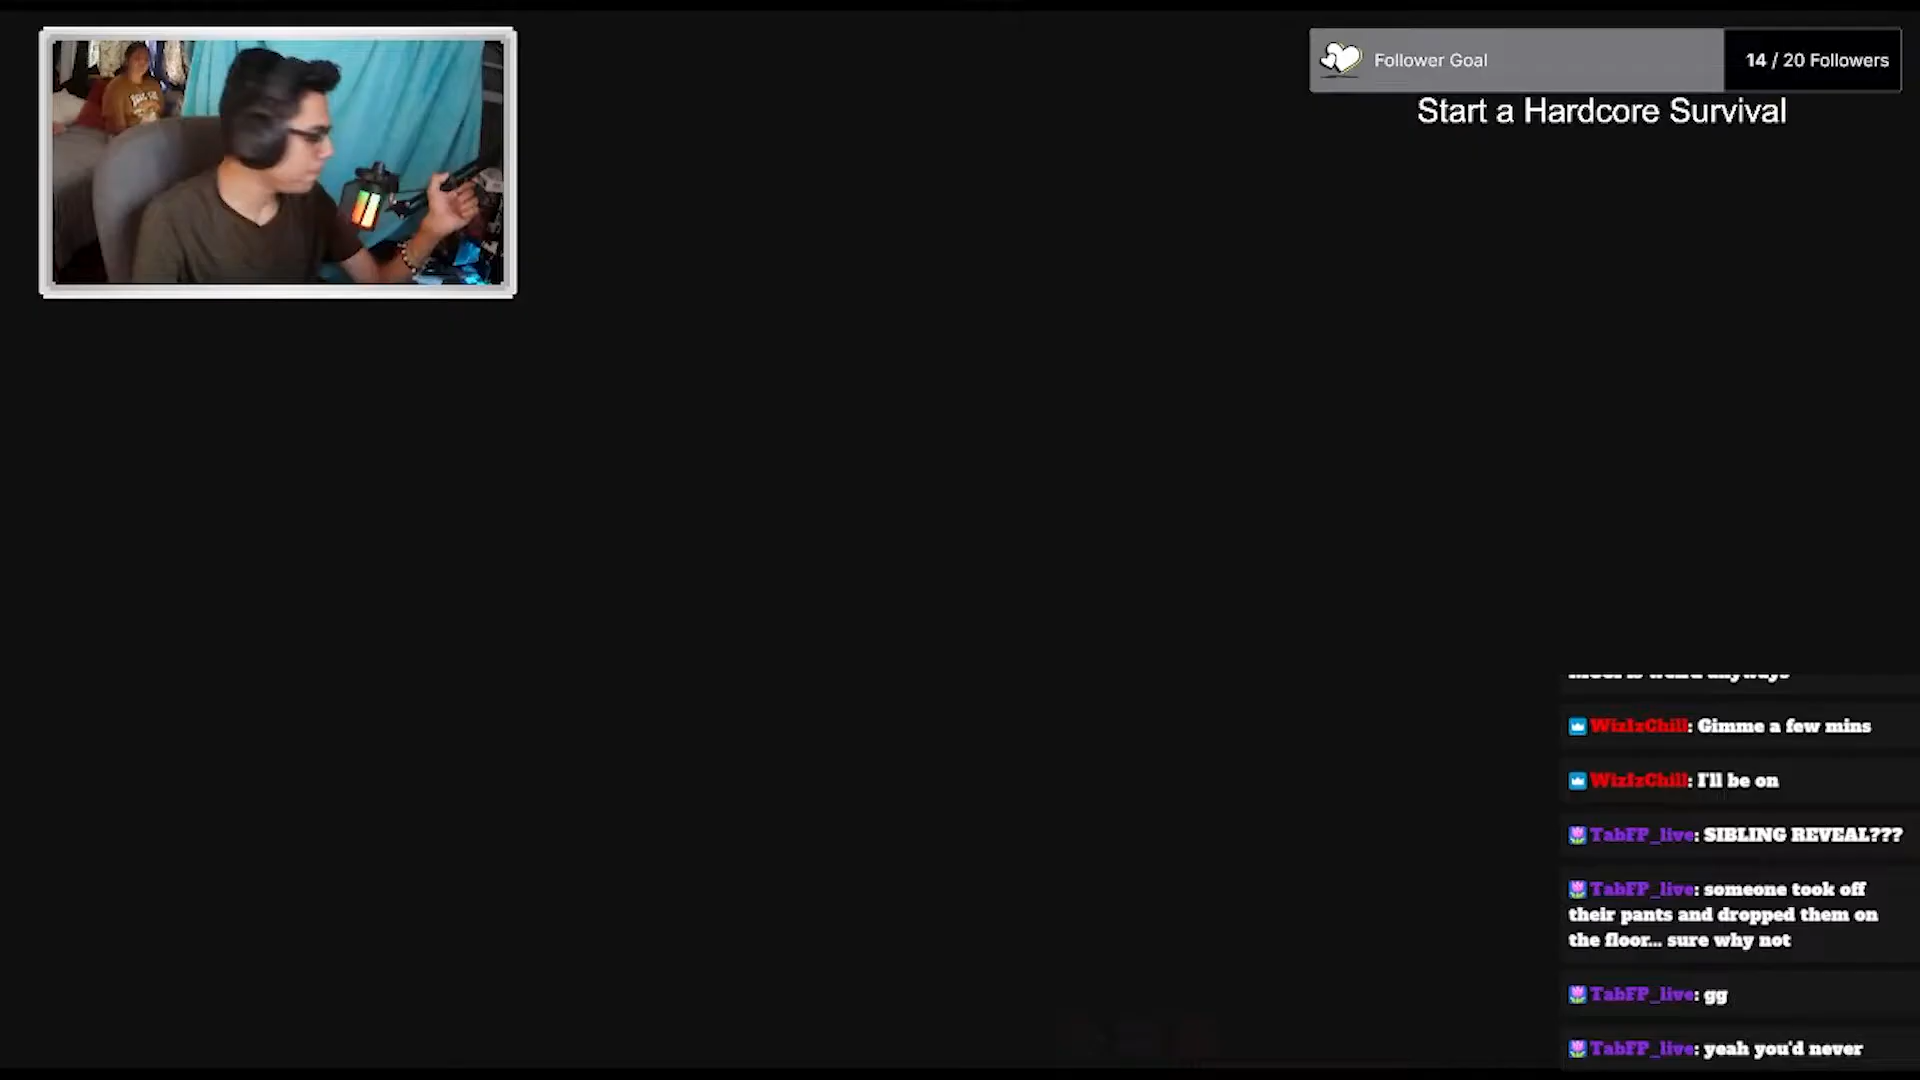 Follower Goal
14 / 20 Followers
Start a Hardcore Survival
WizIzChill: Gimme a few mins
WizIzChill: I'll be on
TabFP_live: SIBLING REVEAL???
TabFP_live: someone took off
their pants and dropped them on
the floor... sure why not
TabFP_live: gg
TabFP_live: yeah you'd never